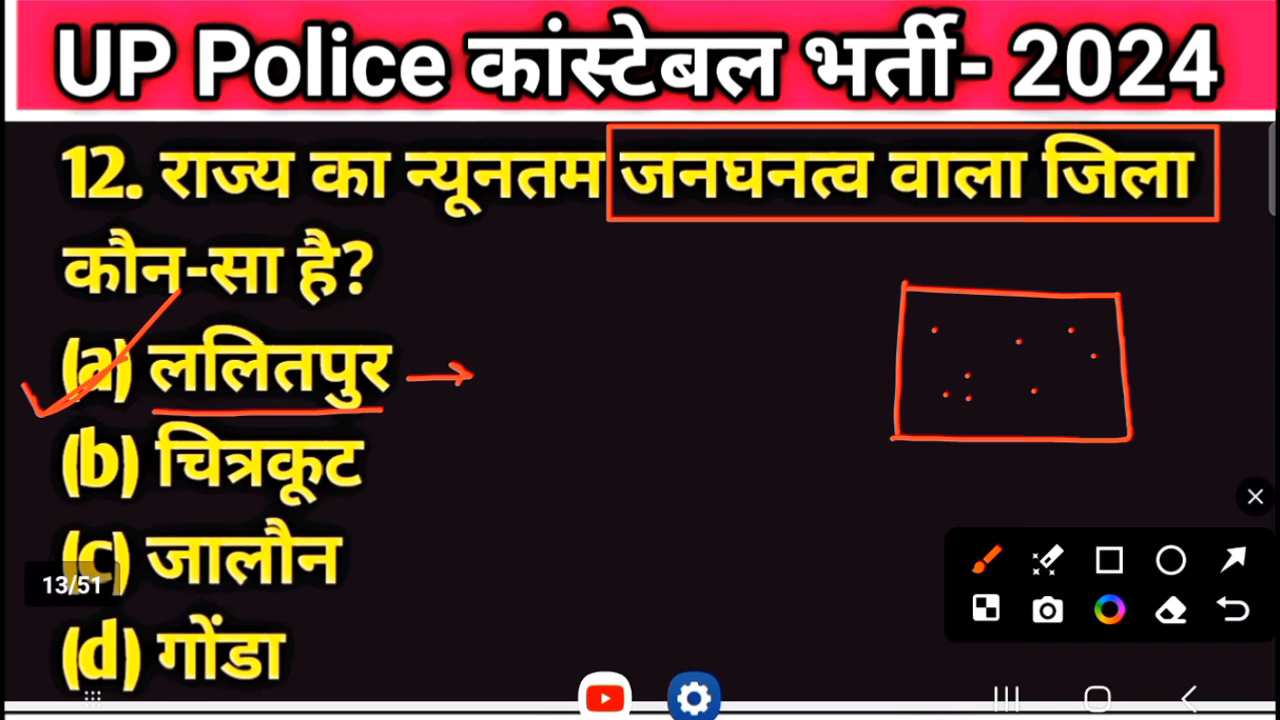 UP Police कांस्टेबल भर्ती- 2024
12. राज्य का न्यूनतम जनघनत्व वाला जिला
कौन-सा है?
(a) ललितपुर
(b) चित्रकूट
(c) जालौन
13/51
(d) गोंडा